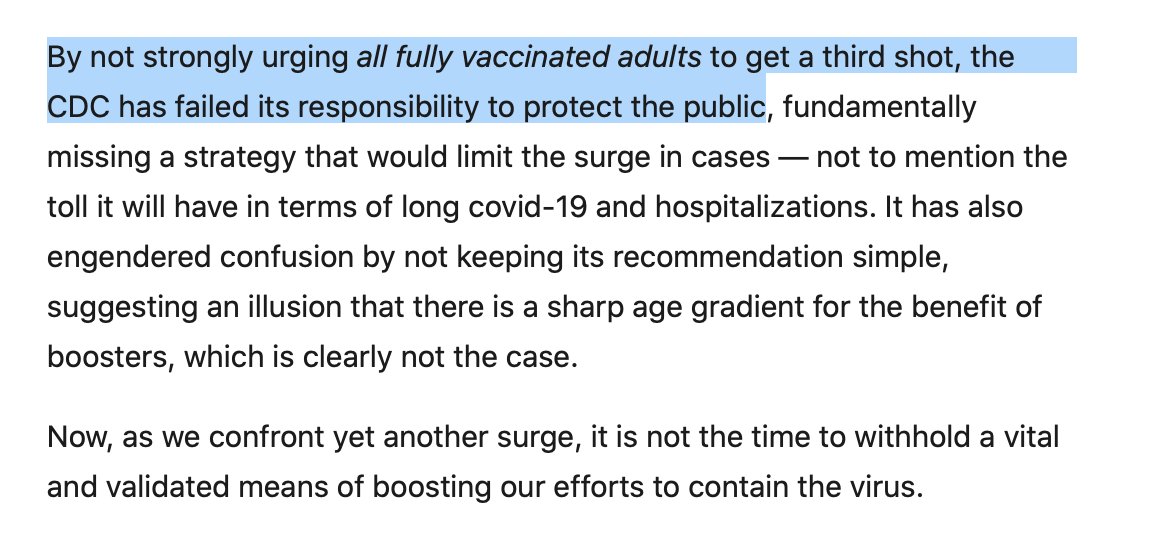 By not strongly urging all fully vaccinated adults to get a third shot, the
CDC has failed its responsibility to protect the public, fundamentally
missing a strategy that would limit the surge in cases — not to mention the
toll it will have in terms of long covid-19 and hospitalizations. It has also
engendered confusion by not keeping its recommendation simple,
suggesting an illusion that there is a sharp age gradient for the benefit of
boosters, which is clearly not the case.
Now, as we confront yet another surge, it is not the time to withhold a vital
and validated means of boosting our efforts to contain the virus.